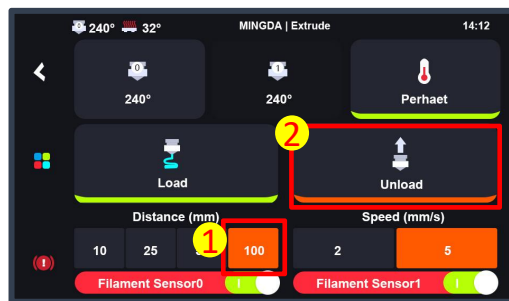 240° 32° MINGDA | Extrude 14:12
0 1
240° 240° Perhaet
2
Load Unload
Distance (mm) Speed (mm/s)
1
10 25 100 2 5
Filament Sensor0 Filament Sensor1